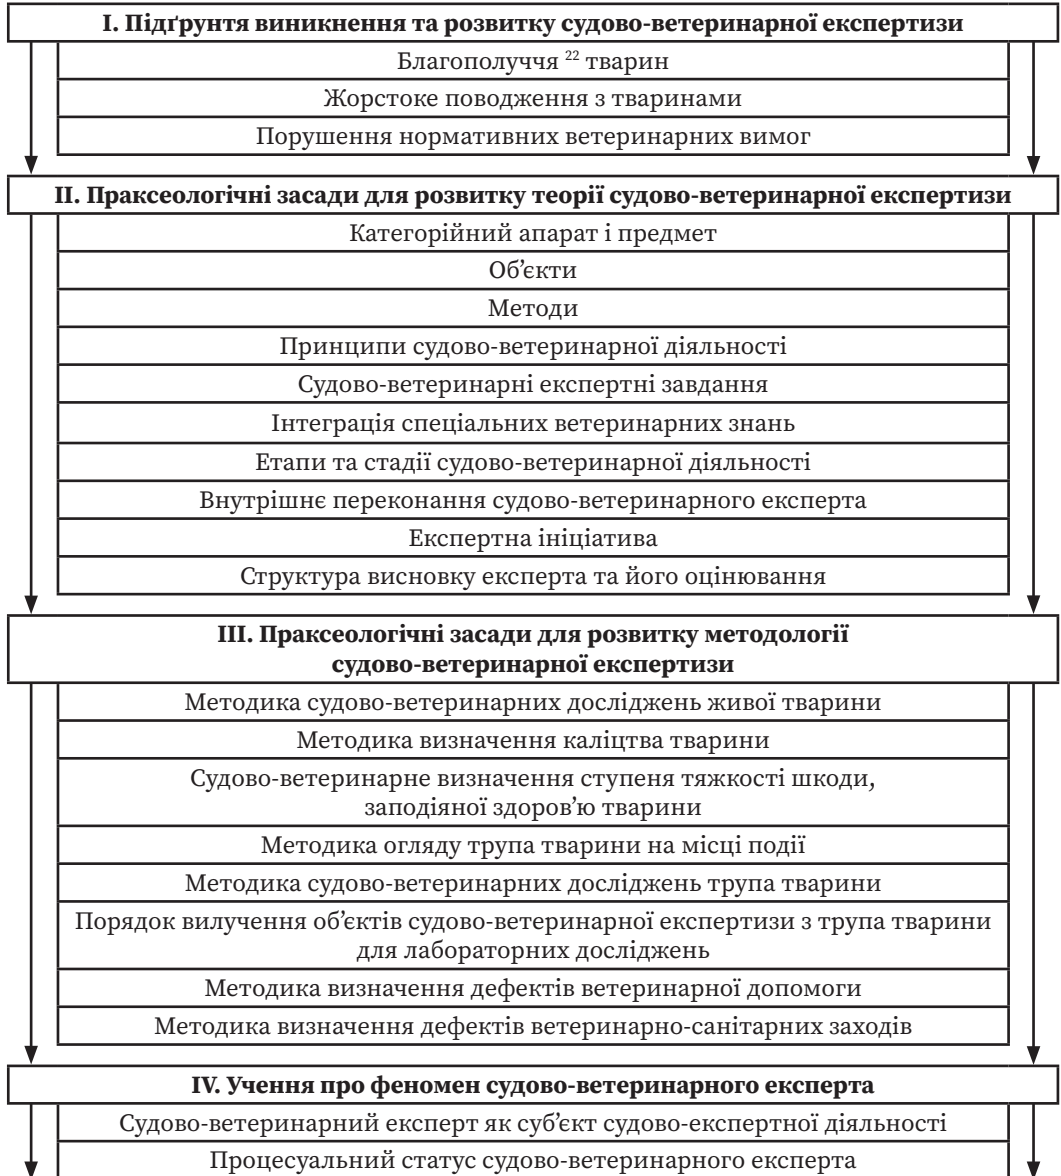 I. Підґрунтя виникнення та розвитку судово-ветеринарної експертизи
Благополуччя 22 тварин
Жорстоке поводження з тваринами
Порушення нормативних ветеринарних вимог
II. Праксеологічні засади для розвитку теорії судово-ветеринарної експертизи
Категорійний апарат і предмет
Об’єкти
Методи
Принципи судово-ветеринарної діяльності
Судово-ветеринарні експертні завдання
Інтеграція спеціальних ветеринарних знань
Етапи та стадії судово-ветеринарної діяльності
Внутрішнє переконання судово-ветеринарного експерта
Експертна ініціатива
Структура висновку експерта та його оцінювання
III. Праксеологічні засади для розвитку методології
судово-ветеринарної експертизи
Методика судово-ветеринарних досліджень живої тварини
Методика визначення каліцтва тварини
Судово-ветеринарне визначення ступеня тяжкості шкоди,
заподіяної здоров’ю тварини
Методика огляду трупа тварини на місці події
Методика судово-ветеринарних досліджень трупа тварини
Порядок вилучення об’єктів судово-ветеринарної експертизи з трупа тварини
для лабораторних досліджень
Методика визначення дефектів ветеринарної допомоги
Методика визначення дефектів ветеринарно-санітарних заходів
IV. Учення про феномен судово-ветеринарного експерта
Судово-ветеринарний експерт як суб’єкт судово-експертної діяльності
Процесуальний статус судово-ветеринарного експерта